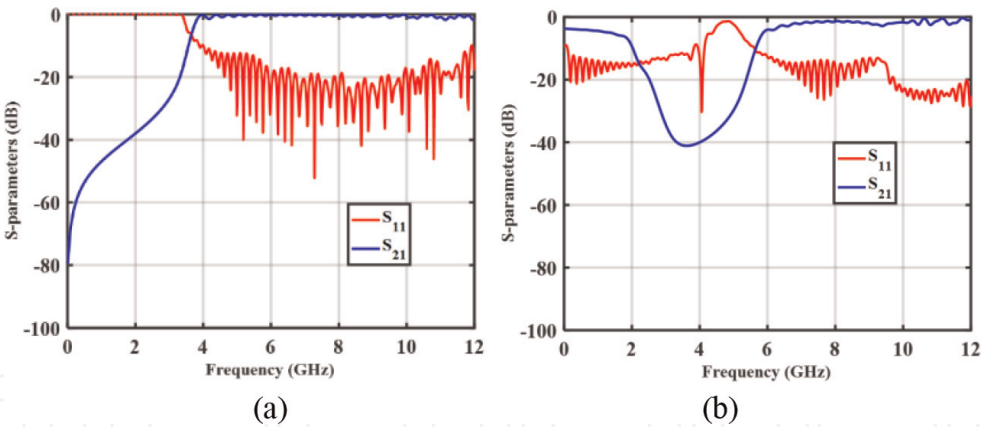 0
-20
-40
-60
-80
-100
S-parameters (dB)
S11
S21
0 2 4 6 8 10 12
Frequency (GHz)
(a)
0
-20
-40
-60
-80
-100
S-parameters (dB)
S11
S21
0 2 4 6 8 10 12
Frequency (GHz)
(b)